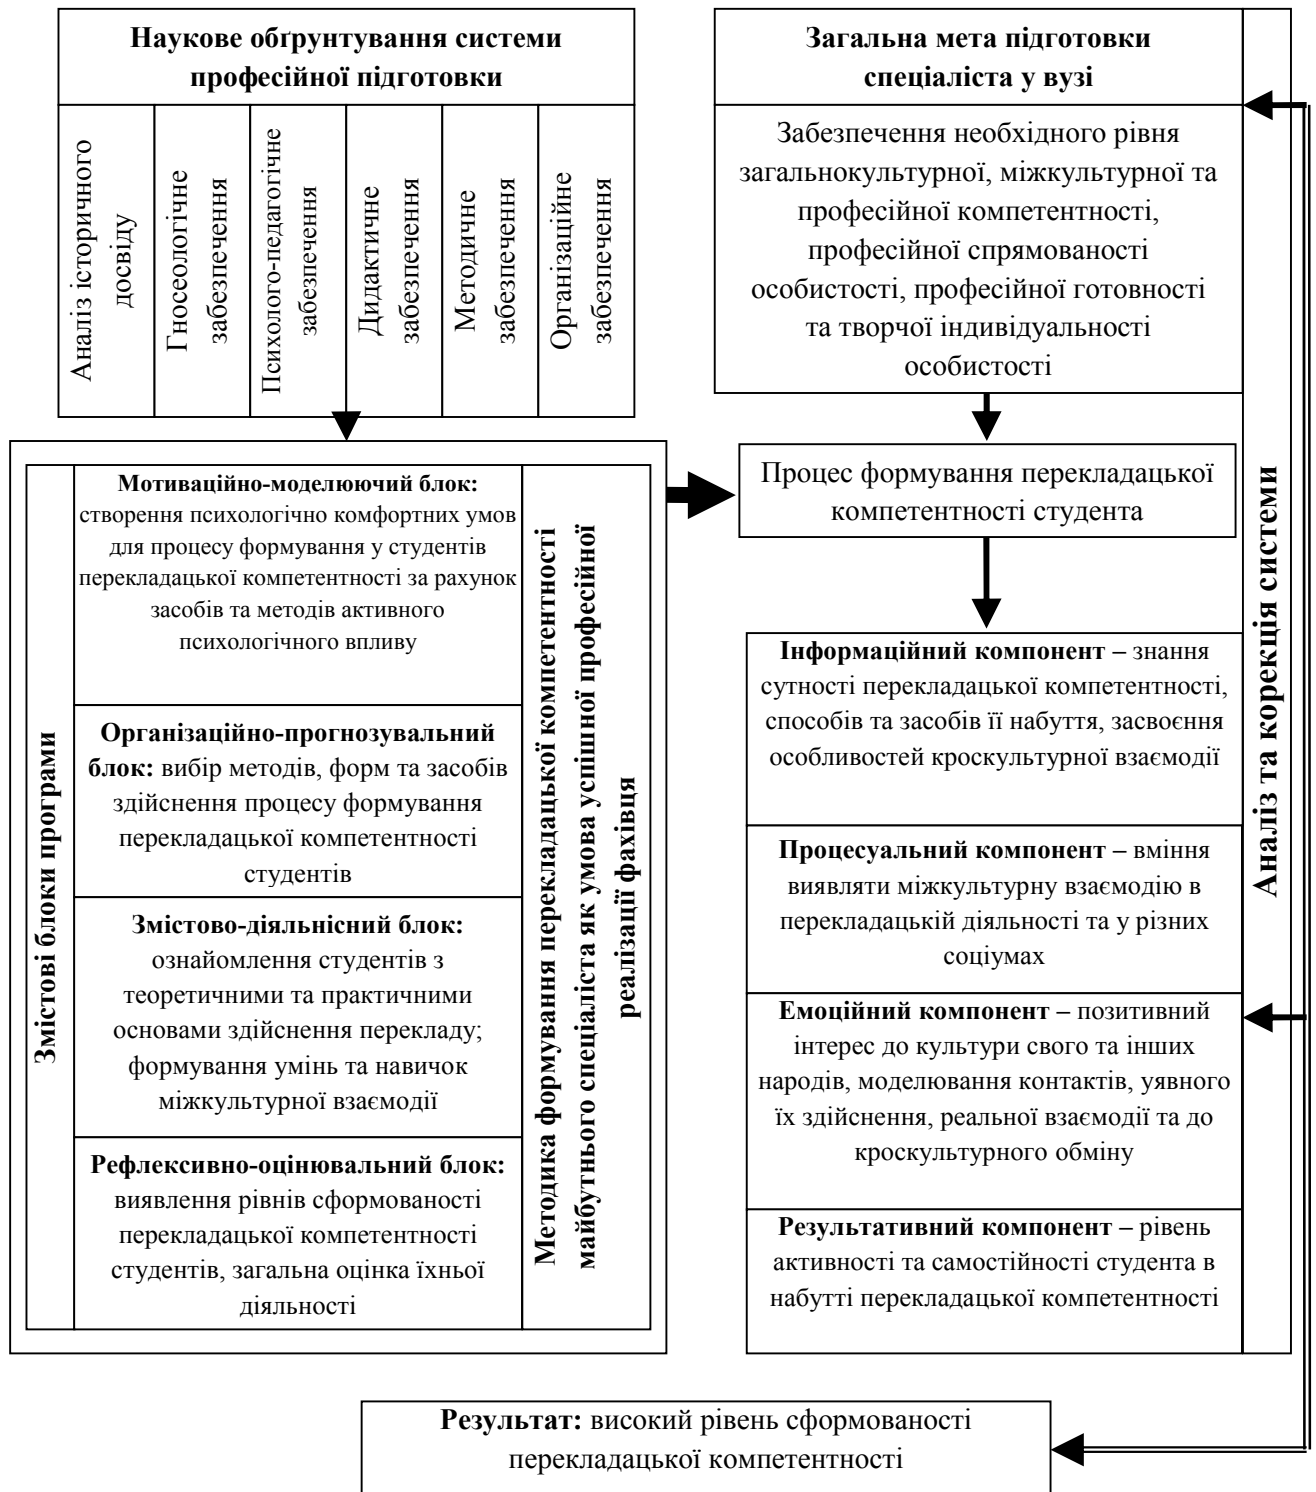 Наукове обґрунтування системи
професійної підготовки
Аналіз історичного
досвіду
Гносеологічне
забезпечення
Психолого-педагогічне
забезпечення
Дидактичне
забезпечення
Методичне
забезпечення
Організаційне
забезпечення
Загальна мета підготовки
спеціаліста у вузі
Забезпечення необхідного рівня
загальнокультурної, міжкультурної та
професійної компетентності,
професійної спрямованості
особистості, професійної готовності
та творчої індивідуальності
особистості
Змістові блоки програми
Мотиваційно-моделюючий блок:
створення психологічно комфортних умов
для процесу формування у студентів
перекладацької компетентності за рахунок
засобів та методів активного
психологічного впливу
Організаційно-прогнозувальний
блок: вибір методів, форм та засобів
здійснення процесу формування
перекладацької компетентності
студентів
Змістово-діяльнісний блок:
ознайомлення студентів з
теоретичними та практичними
основами здійснення перекладу;
формування умінь та навичок
міжкультурної взаємодії
Рефлексивно-оцінювальний блок:
виявлення рівнів сформованості
перекладацької компетентності
студентів, загальна оцінка їхньої
діяльності
Методика формування перекладацької компетентності
майбутнього спеціаліста як умова успішної професійної
реалізації фахівця
Процес формування перекладацької
компетентності студента
Інформаційний компонент – знання
сутності перекладацької компетентності,
способів та засобів її набуття, засвоєння
особливостей кроскультурної взаємодії
Процесуальний компонент – вміння
виявляти міжкультурну взаємодію в
перекладацькій діяльності та у різних
соціумах
Емоційний компонент – позитивний
інтерес до культури свого та інших
народів, моделювання контактів, уявного
їх здійснення, реальної взаємодії та до
кроскультурного обміну
Результативний компонент – рівень
активності та самостійності студента в
набутті перекладацької компетентності
Аналіз та корекція системи
Результат: високий рівень сформованості
перекладацької компетентності